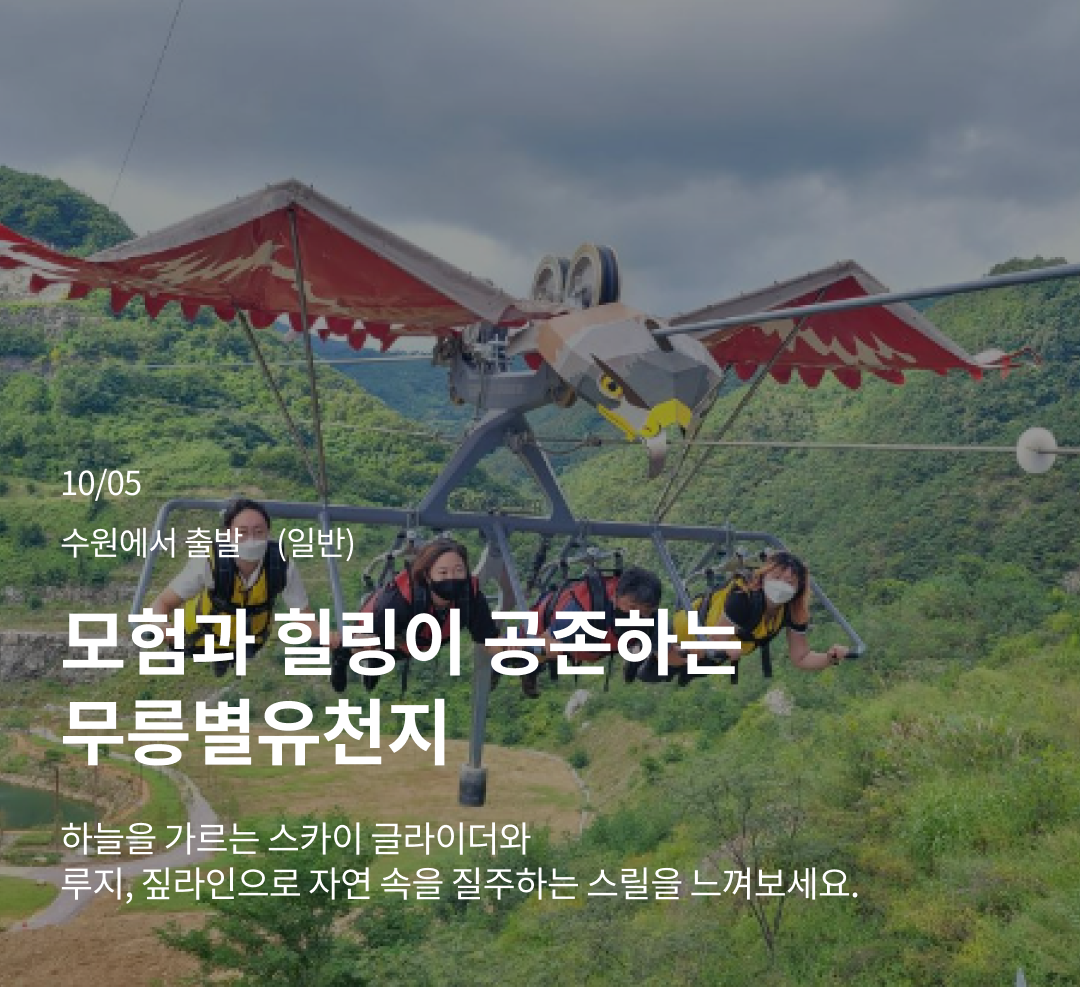 10/05
수원에서 출발 (일반)
모험과 힐링이 공존하는
무릉별유천지
하늘을 가르는 스카이 글라이더와
루지, 짚라인으로 자연 속을 질주하는 스릴을 느껴보세요.